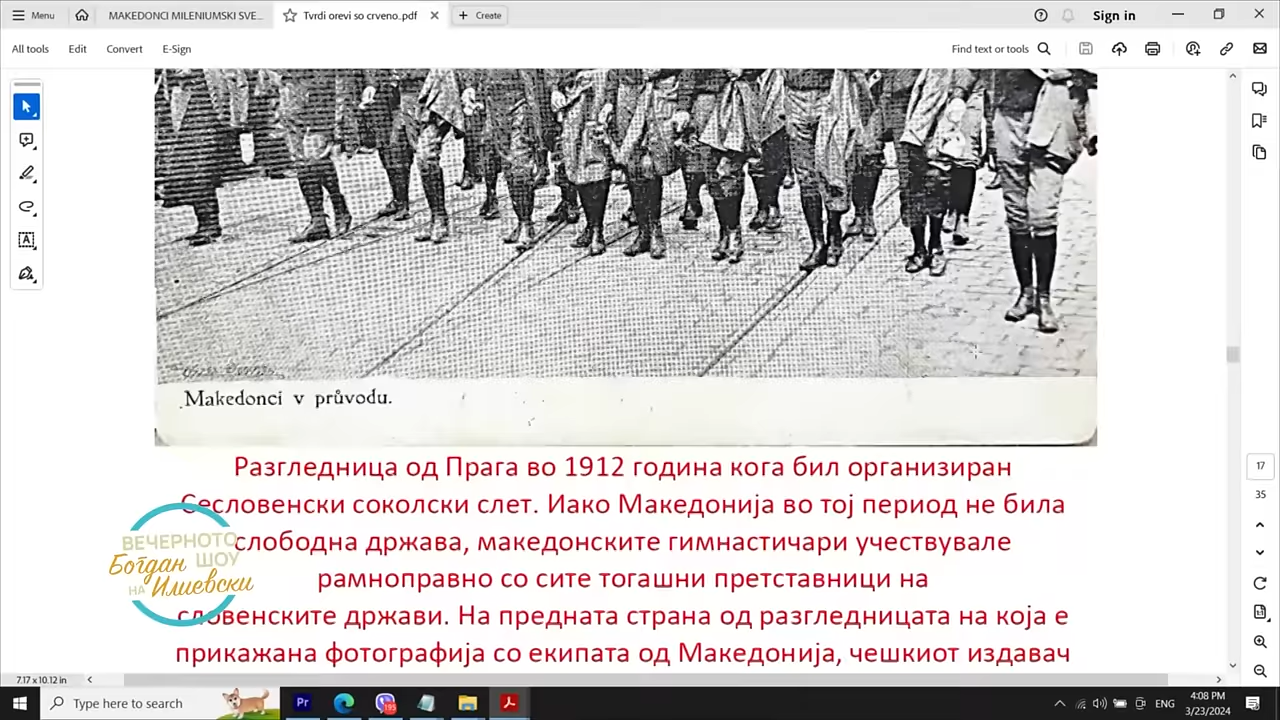 Menu
MAKEDONCI MILENIUMSKI SVE...
Tvrdi orevi so crveno..pdf
Create
Sign in
All tools
Edit
Convert
E-Sign
Find text or tools
Makedonci v průvodu.
Разгледница од Прага во 1912 година кога бил организиран
Сесловенски соколски слет. Иако Македонија во тој период не била
слободна држава, македонските гимнастичари учествувале
рамноправно со сите тогашни претставници на
словенските држави. На предната страна од разгледницата на која е
прикажана фотографија со екипата од Македонија, чешкиот издавач
ВЕЧЕРНОТО
ШОУ
НА Богдан
Илиевски
17
35
7.17 x 10.12 in
Type here to search
Pr
195
ENG
4:08 PM
3/23/2024